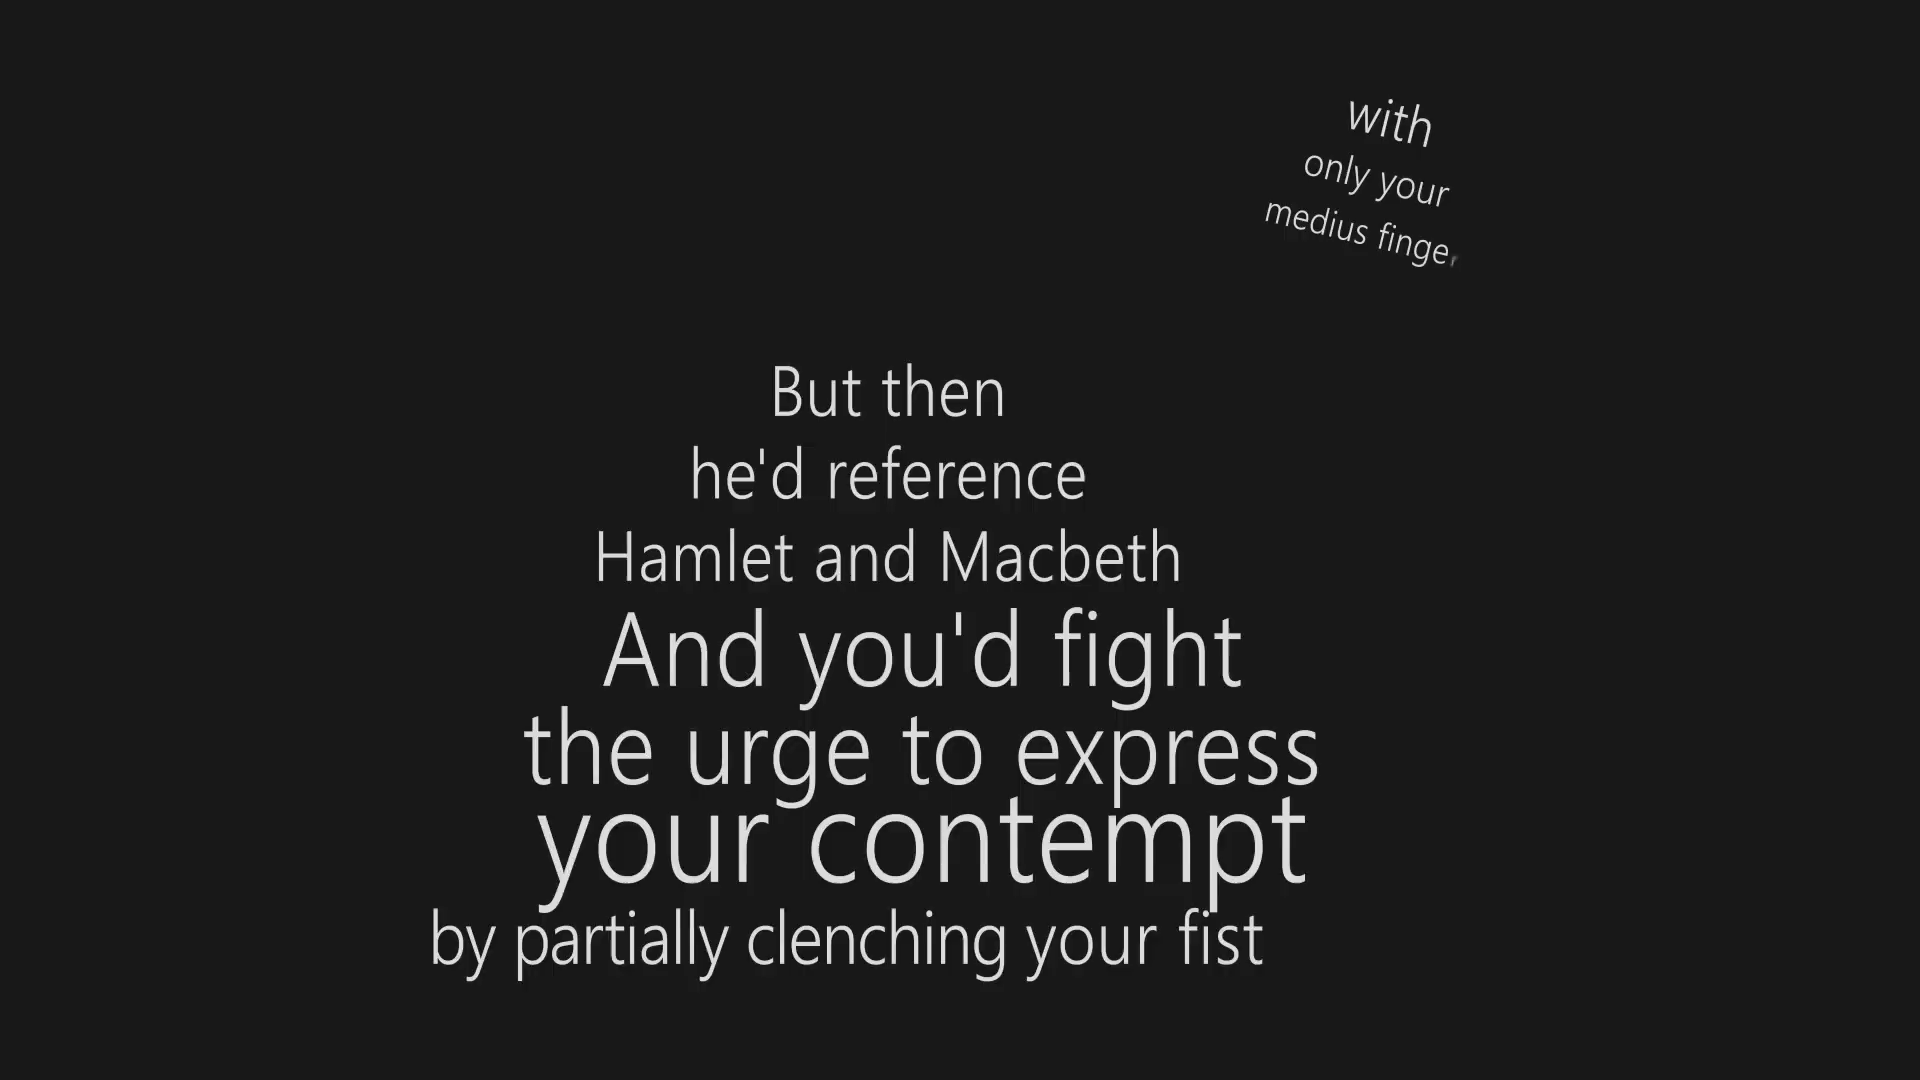 with
only your
medius finger
But then
he'd reference
Hamlet and Macbeth
And you'd fight
the urge to express
your contempt
by partially clenching your fist